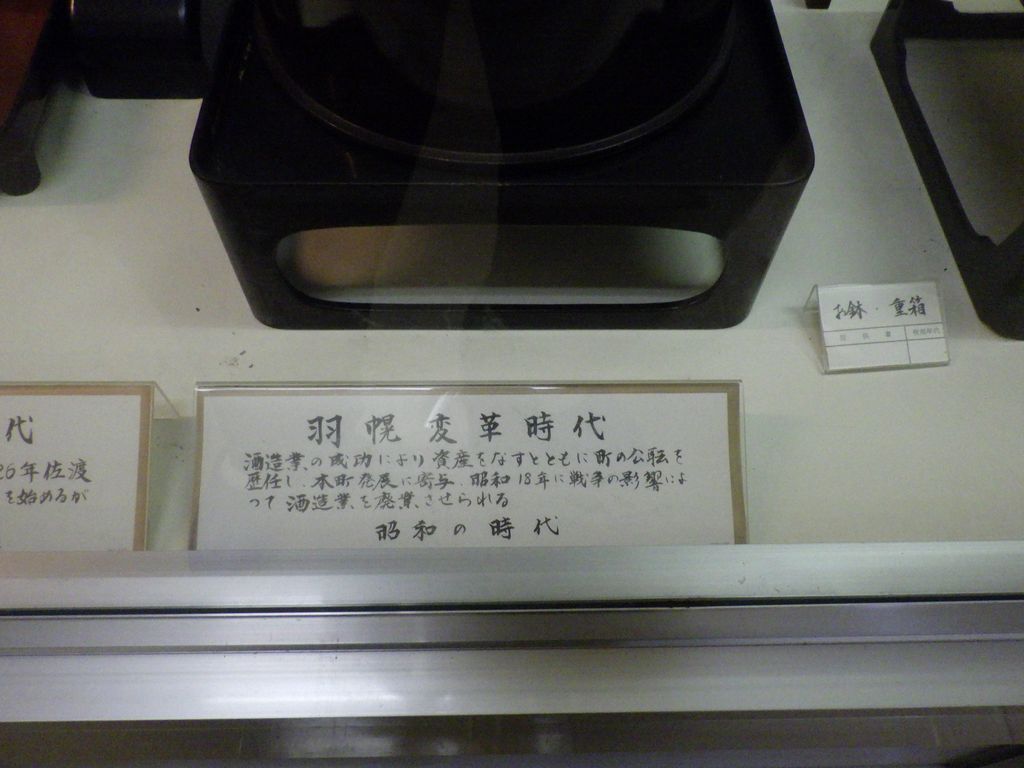 お鉢・重箱
代
26年佐渡
を始めるが
羽幌変革時代
酒造業の成功により資産をなすとともに町の公職を
歴任し、本町発展に寄与、昭和18年に戦争の影響によ
って酒造業を廃業させられる
昭和の時代